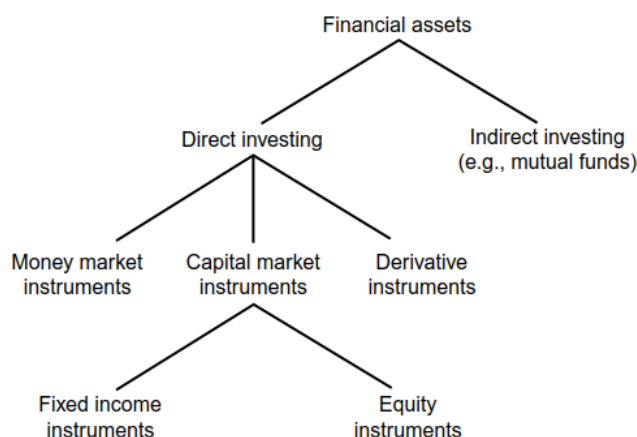 Financial assets
Direct investing
Indirect investing
(e.g., mutual funds)
Money market
instruments
Capital market
instruments
Derivative
instruments
Fixed income
instruments
Equity
instruments